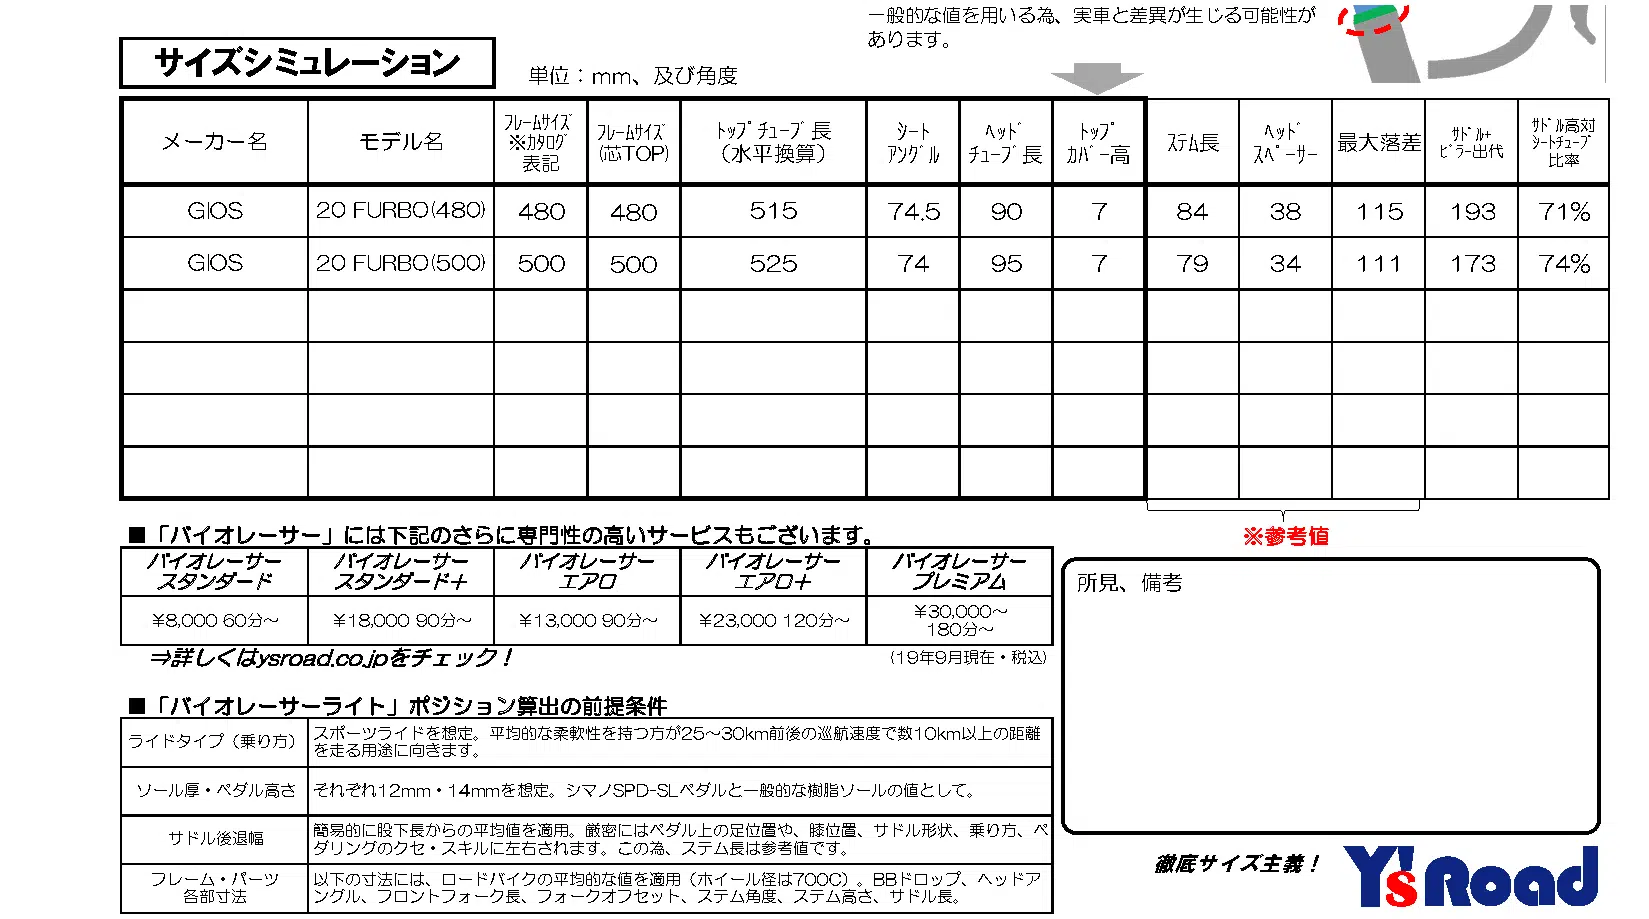 一般的な値を用いる為、実車と差異が生じる可能性が
あります。
サイズシミュレーション
単位：mm、及び角度
メーカー名 モデル名 ﾌﾚｰﾑｻｲｽﾞ ※ｶﾀﾛｸﾞ 表記 ﾌﾚｰﾑｻｲｽﾞ (芯TOP) ﾄｯﾌﾟﾁｭｰﾌﾞ長 （水平換算） ｼｰﾄ ｱﾝｸﾞﾙ ﾍｯﾄﾞ ﾁｭｰﾌﾞ長 ﾄｯﾌﾟ ｶﾊﾞｰ高 ｽﾃﾑ長 ﾍｯﾄﾞ ｽﾍﾟｰｻｰ 最大落差 ｻﾄﾞﾙ+ ﾋﾟﾗｰ出代 ｻﾄﾞﾙ高対 ｼｰﾄﾁｭｰﾌﾞ 比率
GIOS 20 FURBO(480) 480 480 515 74.5 90 7 84 38 115 193 71%
GIOS 20 FURBO(500) 500 500 525 74 95 7 79 34 111 173 74%
※参考値
■「バイオレーサー」には下記のさらに専門性の高いサービスもございます。
バイオレーサー スタンダード バイオレーサー スタンダード＋ バイオレーサー エアロ バイオレーサー エアロ＋ バイオレーサー プレミアム
¥8,000 60分～ ¥18,000 90分～ ¥13,000 90分～ ¥23,000 120分～ ¥30,000～ 180分～
⇒詳しくはysroad.co.jpをチェック！
(19年9月現在・税込)
所見、備考
■「バイオレーサーライト」ポジション算出の前提条件
ライドタイプ（乗り方） スポーツライドを想定。平均的な柔軟性を持つ方が25～30km前後の巡航速度で数10km以上の距離
を走る用途に向きます。
ソール厚・ペダル高さ それぞれ12mm・14mmを想定。シマノSPD-SLペダルと一般的な樹脂ソールの値として。
サドル後退幅 簡易的に股下長からの平均値を適用。厳密にはペダル上の足位置や、膝位置、サドル形状、乗り方、ペ
ダリングのクセ・スキルに左右されます。この為、ステム長は参考値です。
フレーム・パーツ 各部寸法 以下の寸法には、ロードバイクの平均的な値を適用（ホイール径は700C）。BBドロップ、ヘッドア
ングル、フロントフォーク長、フォークオフセット、ステム角度、ステム高さ、サドル長。
徹底サイズ主義！
Y'sRoad